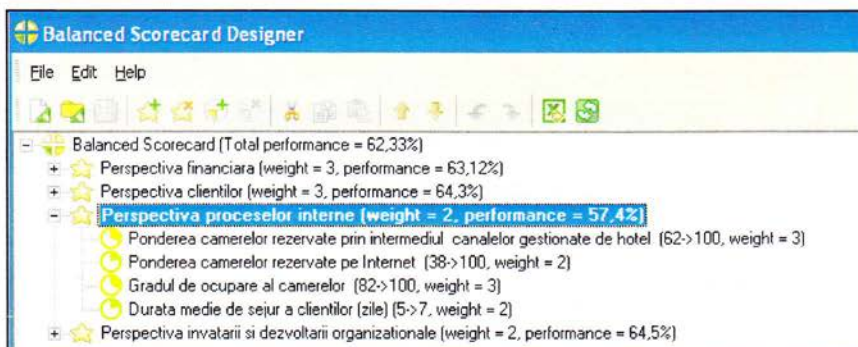 Balanced Scorecard Designer
File Edit Help
Balanced Scorecard (Total performance = 62,33%)
Perspectiva financiara (weight = 3, performance = 63,12%)
Perspectiva clientilor (weight = 3, performance = 64,3%)
Perspectiva proceselor interne (weight = 2, performance = 57,4%)
Ponderea camerelor rezervate prin intermediul canalelor gestionate de hotel (62->100, weight = 3)
Ponderea camerelor rezervate pe Internet (38->100, weight = 2)
Gradul de ocupare al camerelor (82->100, weight = 3)
Durata medie de sejur a clientilor (zile) (5->7, weight = 2)
Perspectiva invatarii si dezvoltarii organizationale (weight = 2, performance = 64,5%)